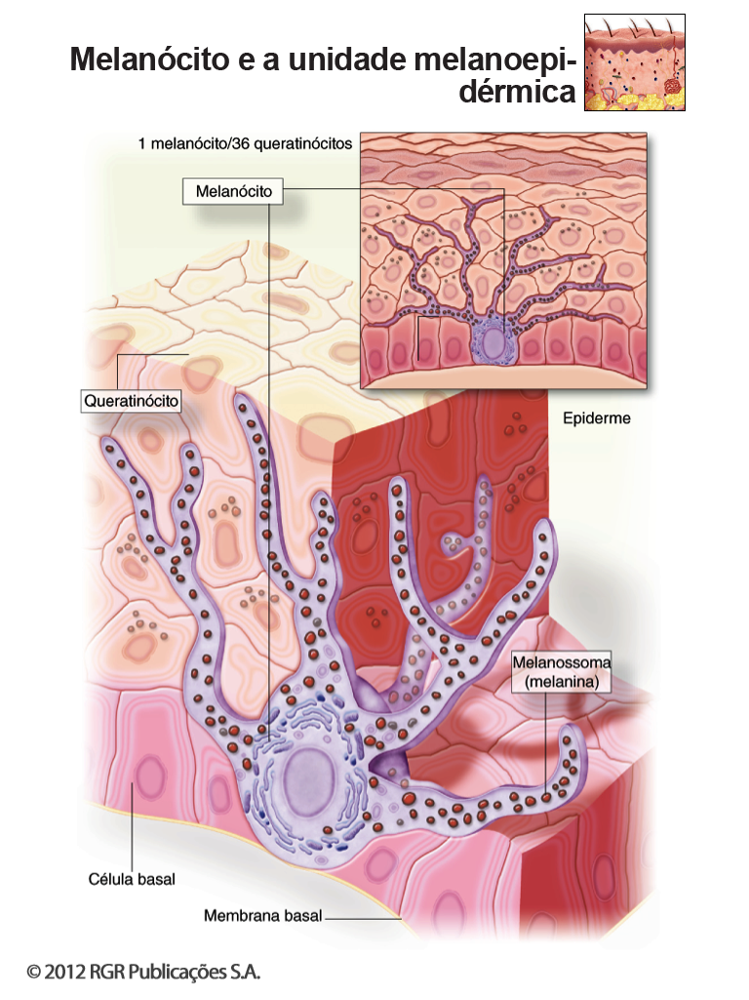 Melanócito e a unidade melanoepi-
dérmica
1 melanócito/36 queratinócitos
Melanócito
Queratinócito
Epiderme
Melanossoma
(melanina)
Célula basal
Membrana basal
© 2012 RGR Publicações S.A.